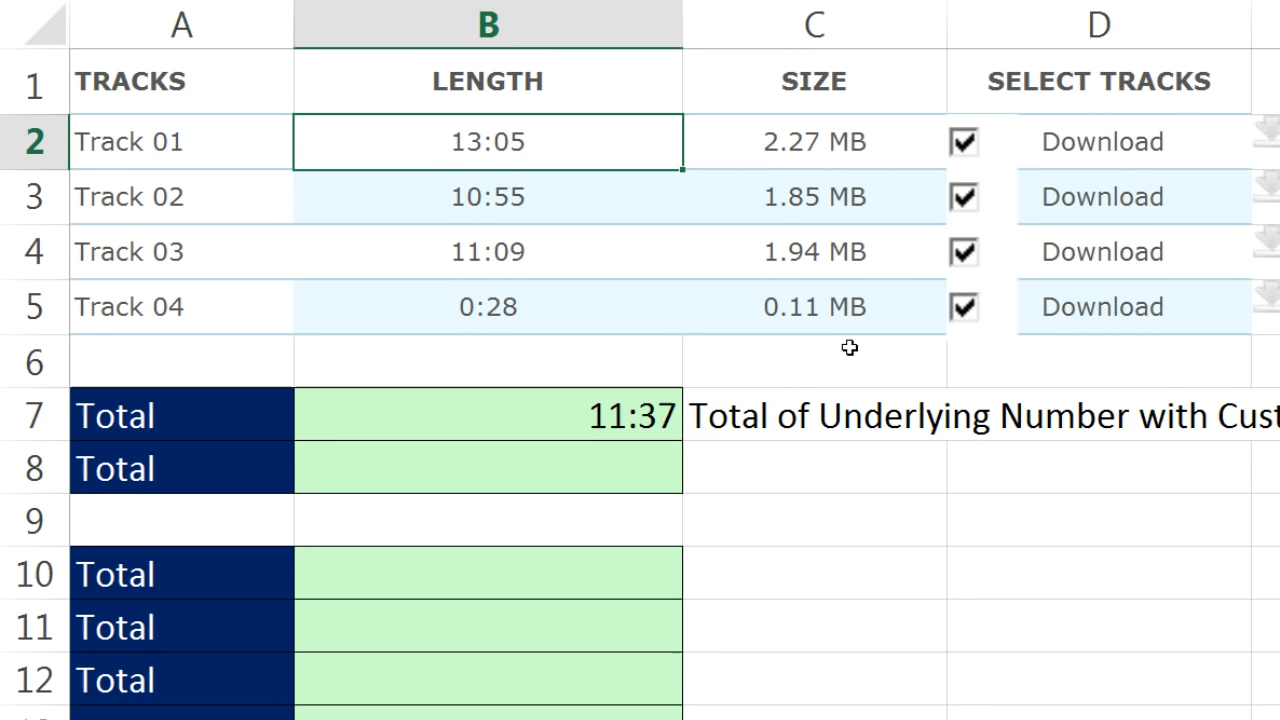 A B C D
1 TRACKS LENGTH SIZE SELECT TRACKS
2 Track 01 13:05 2.27 MB Download
3 Track 02 10:55 1.85 MB Download
4 Track 03 11:09 1.94 MB Download
5 Track 04 0:28 0.11 MB Download
6
7 Total 11:37 Total of Underlying Number with Cust
8 Total
9
10 Total
11 Total
12 Total